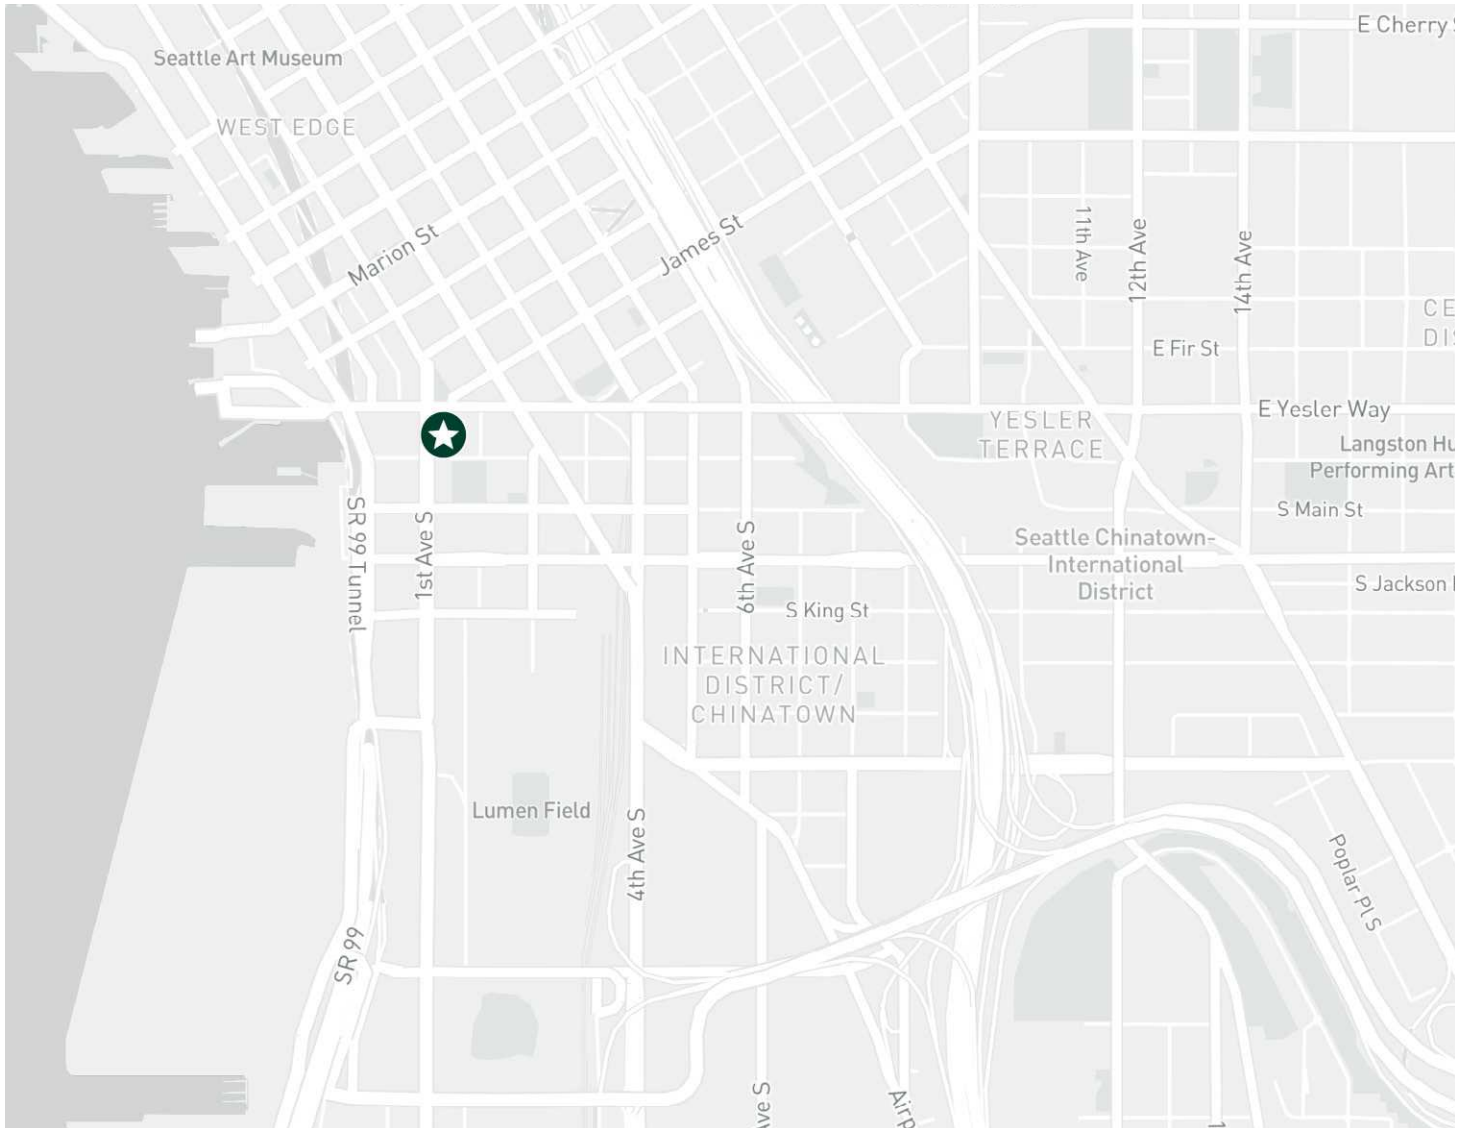 E Cherry
Seattle Art Museum
WEST EDGE
Marion St
James St
11th Ave
12th Ave
14th Ave
E Fir St
E Yesler Way
YESLER
TERRACE
Langston Hu
Performing Art
SR 99 Tunnel
1st Ave S
6th Ave S
S Main St
Seattle Chinatown-
International
District
S Jackson
S King St
INTERNATIONAL
DISTRICT/
CHINATOWN
Lumen Field
4th Ave S
Poplar Pl S
SR 99
ve S
Airp
CE
DI